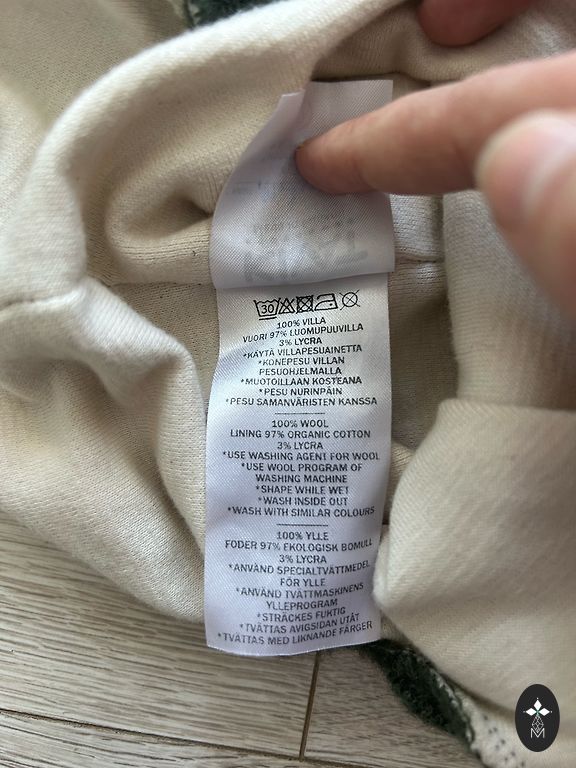 30
100% VILLA
VUORI 97% LUOMUPUUVILLA
3% LYCRA
*KÄYTÄ VILLAPESUAINETTA
*KONEPESU VILLAN
PESUOHJELMALLA
*MUOTOILLAAN KOSTEANA
*PESU NURINPÄIN
*PESU SAMANVÄRISTEN KANSSA
100% WOOL
LINING 97% ORGANIC COTTON
3% LYCRA
*USE WASHING AGENT FOR WOOL
*USE WOOL PROGRAM OF
WASHING MACHINE
*SHAPE WHILE WET
*WASH INSIDE OUT
*WASH WITH SIMILAR COLOURS
100% YLLE
FODER 97% EKOLOGISK BOMULL
3% LYCRA
*ANVÄND SPECIALTVÄTTMEDEL
FÖR YLLE
*ANVÄND TVÄTTMASKINENS
YLLEPROGRAM
*STRÄCKES FUKTIG
*TVÄTTAS AVIGSIDAN UTÅT
*TVÄTTAS MED LIKNANDE FÄRGER